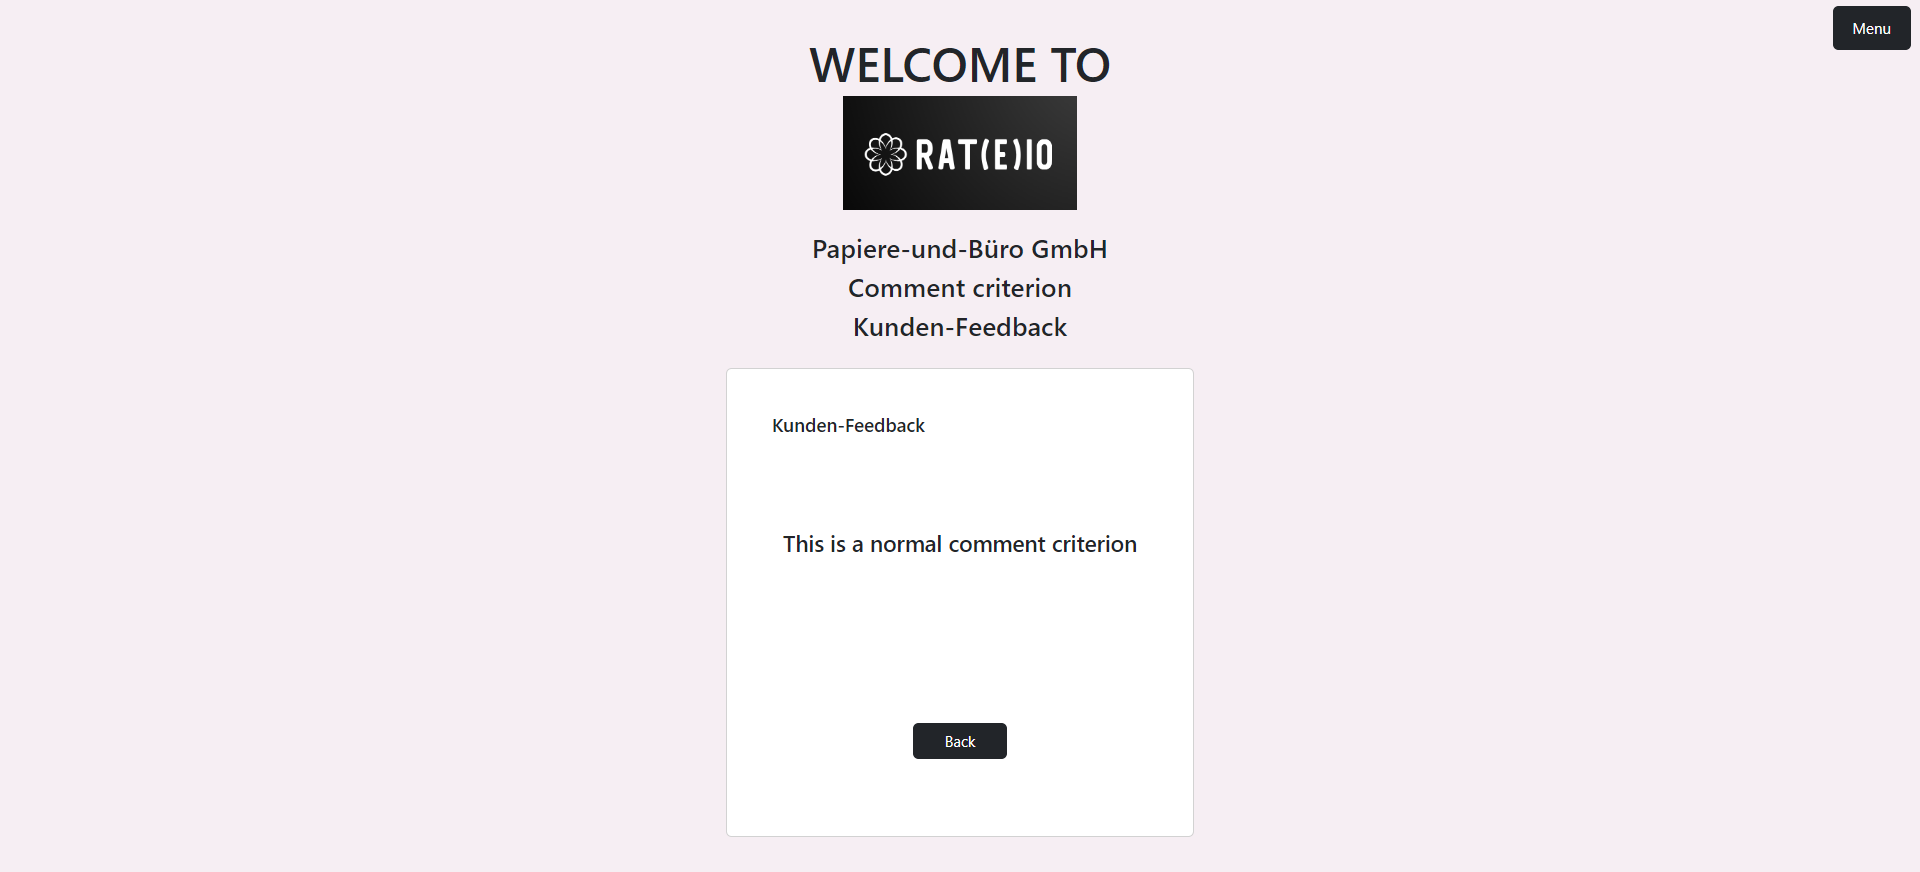 Menu
WELCOME TO
RAT(E)IO
Papiere-und-Büro GmbH
Comment criterion
Kunden-Feedback
Kunden-Feedback
This is a normal comment criterion
Back